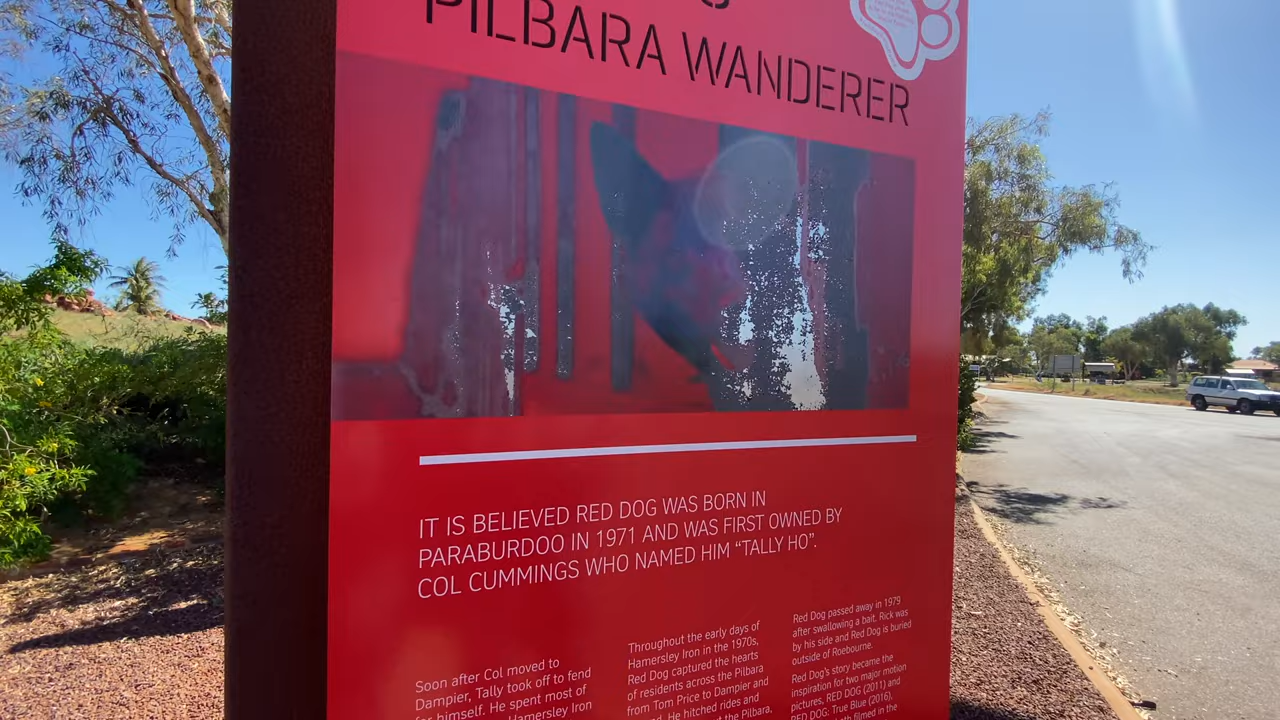 PILBARA WANDERER
IT IS BELIEVED RED DOG WAS BORN IN
PARABURDOO IN 1971 AND WAS FIRST OWNED BY
COL CUMMINGS WHO NAMED HIM “TALLY HO”.
Soon after Col moved to
Dampier, Tally took off to fend
for himself. He spent most of
Hamersley Iron
Throughout the early days of
Hamersley Iron in the 1970s,
Red Dog captured the hearts
of residents across the Pilbara
from Tom Price to Dampier and
He hitched rides and
the Pilbara,
Red Dog passed away in 1979
after swallowing a bait. Rick was
by his side and Red Dog is buried
outside of Roebourne.
Red Dog’s story became the
inspiration for two major motion
pictures, RED DOG (2011) and
RED DOG: True Blue (2016).
filmed in the